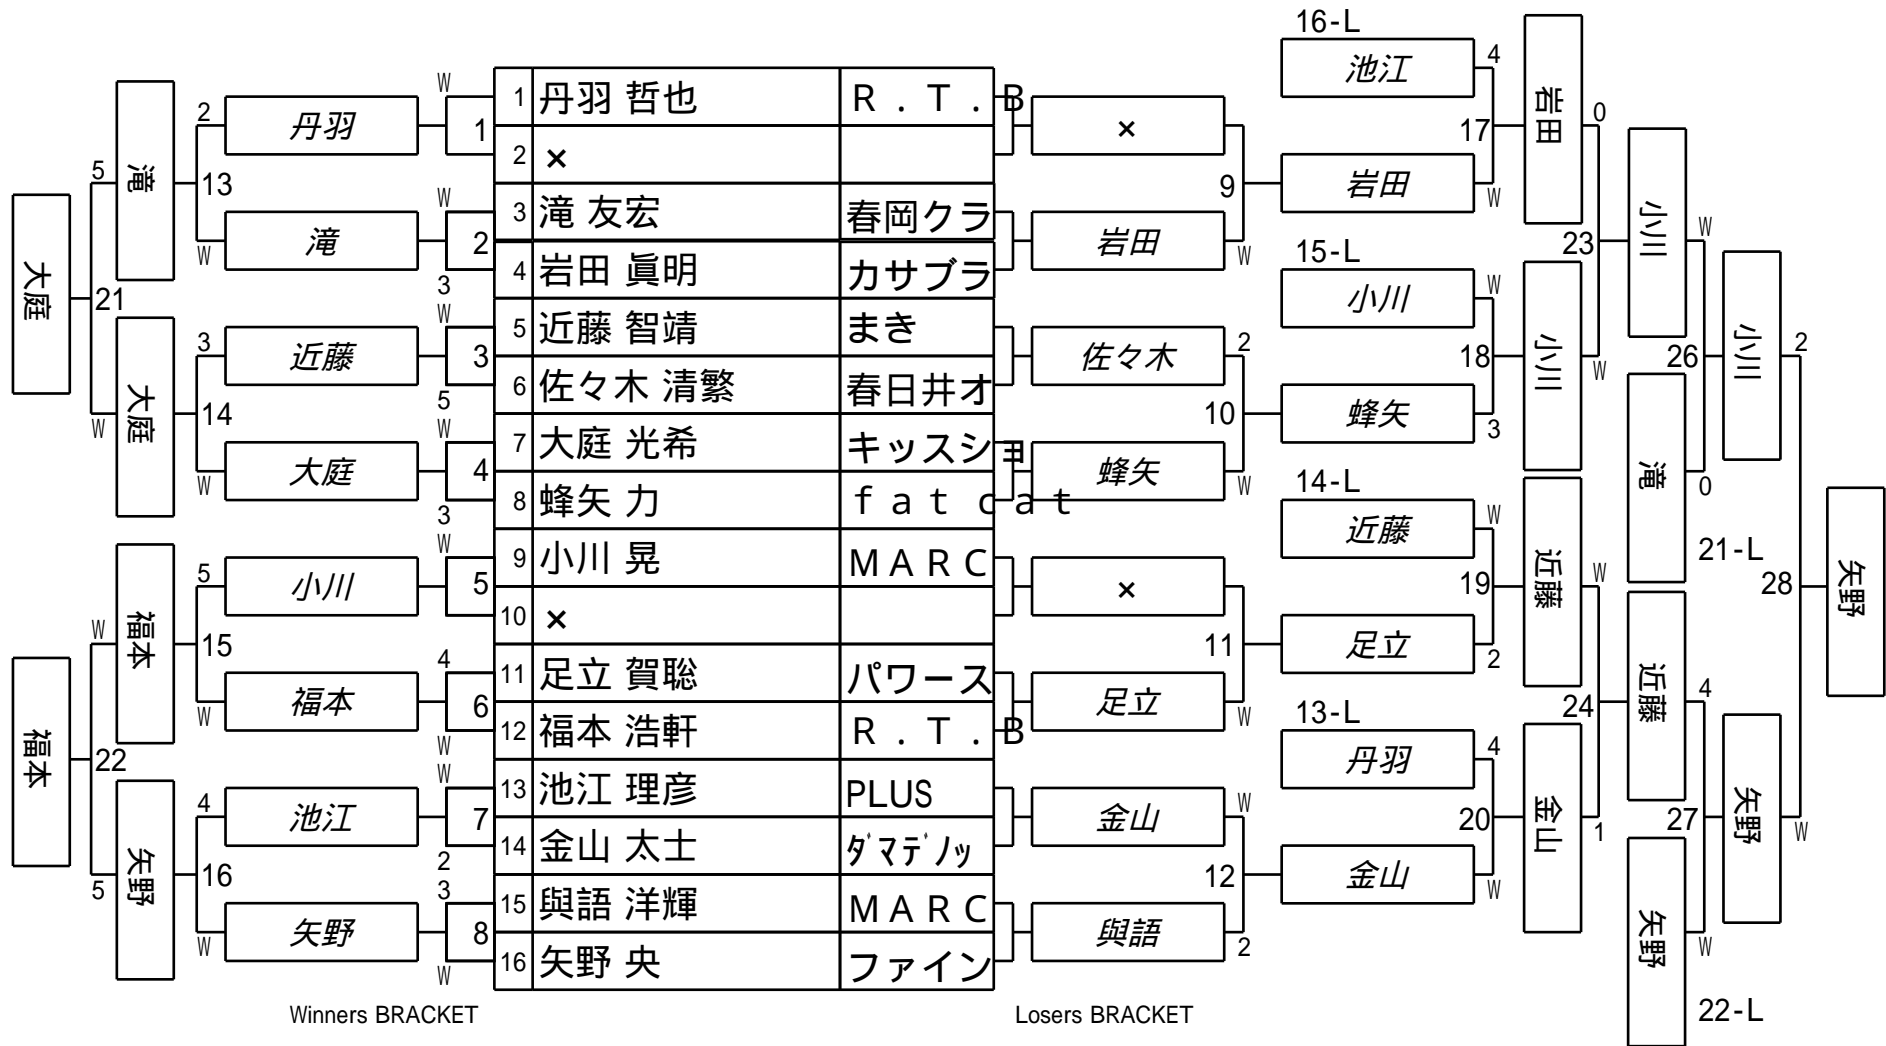 16-L
池江
4
17
岩田
W
岩田
0
15-L
小川
W
18
蜂矢
3
小川
W
23
小川
W
26
滝
0
21-L
小川
2
14-L
近藤
W
19
足立
2
近藤
W
13-L
丹羽
4
20
金山
W
金山
1
24
近藤
4
27
矢野
W
22-L
矢野
W
28
矢野
大庭
21
滝
5
大庭
W
13
丹羽
2
滝
W
14
近藤
3
大庭
W
福本
22
福本
W
矢野
5
15
小川
5
福本
W
16
池江
4
矢野
W
W 1
1 丹羽 哲也 R.T.B
2 ×
W 2 3
3 滝 友宏 春岡クラ
4 岩田 眞明 カサブラ
W 3 5
5 近藤 智靖 まき
6 佐々木 清繁 春日井オ
W 4 3
7 大庭 光希 キッスショ
8 蜂矢 力 fat cat
W 5
9 小川 晃 MARC
10 ×
4 6 W
11 足立 賀聡 パワース
12 福本 浩軒 R.T.B
W 7 2
13 池江 理彦 PLUS
14 金山 太士 ﾀﾞﾏﾃﾞﾉッ
3 8 W
15 與語 洋輝 MARC
16 矢野 央 ファイン
×
9
岩田
W
佐々木
2
10
蜂矢
W
×
11
足立
W
金山
W
12
與語
2
Winners BRACKET
Losers BRACKET